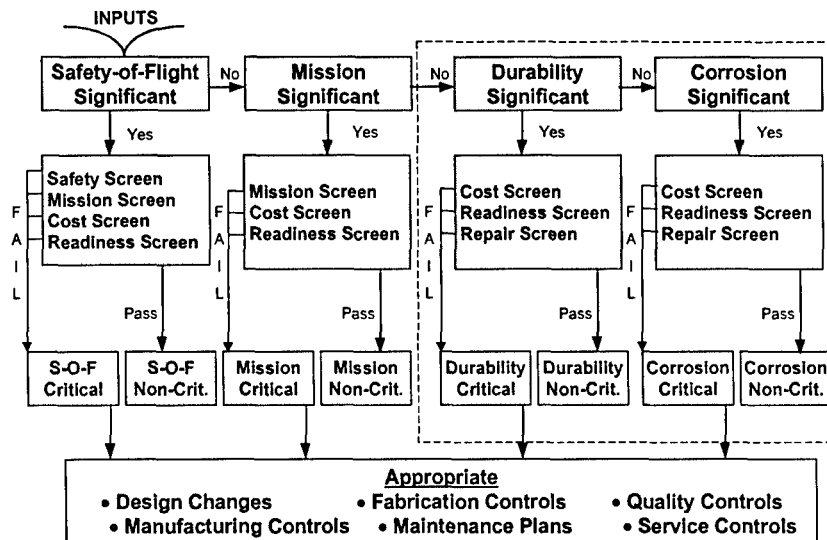 INPUTS
Safety-of-Flight
Significant
No
Mission
Significant
No
Durability
Significant
No
Corrosion
Significant
Yes
Yes
Yes
Yes
Safety Screen
Mission Screen
Cost Screen
Readiness Screen
F
A
I
L
Pass
Mission Screen
Cost Screen
Readiness Screen
F
A
I
L
Pass
Cost Screen
Readiness Screen
Repair Screen
F
A
I
L
Pass
Cost Screen
Readiness Screen
Repair Screen
F
A
I
L
Pass
S-O-F
Critical
S-O-F
Non-Crit.
Mission
Critical
Mission
Non-Crit.
Durability
Critical
Durability
Non-Crit.
Corrosion
Critical
Corrosion
Non-Crit.
Appropriate
• Design Changes
• Fabrication Controls
• Quality Controls
• Manufacturing Controls
• Maintenance Plans
• Service Controls